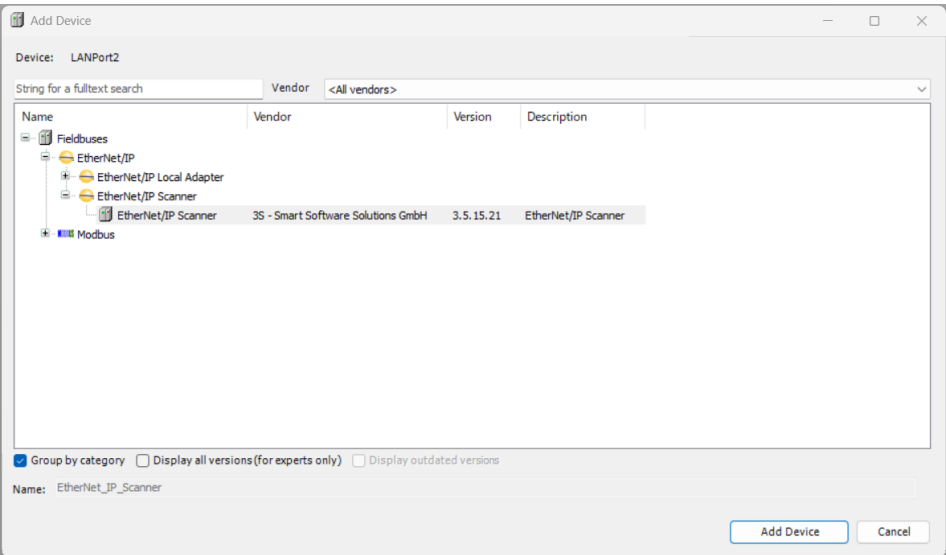 Add Device
Device: LANPort2
String for a fulltext search Vendor <All vendors>
Name Vendor Version Description
Fieldbuses
EtherNet/IP
EtherNet/IP Local Adapter
EtherNet/IP Scanner
EtherNet/IP Scanner 3S - Smart Software Solutions GmbH 3.5.15.21 EtherNet/IP Scanner
Modbus
Group by category Display all versions(for experts only) Display outdated versions
Name: EtherNet_IP_Scanner
Add Device Cancel